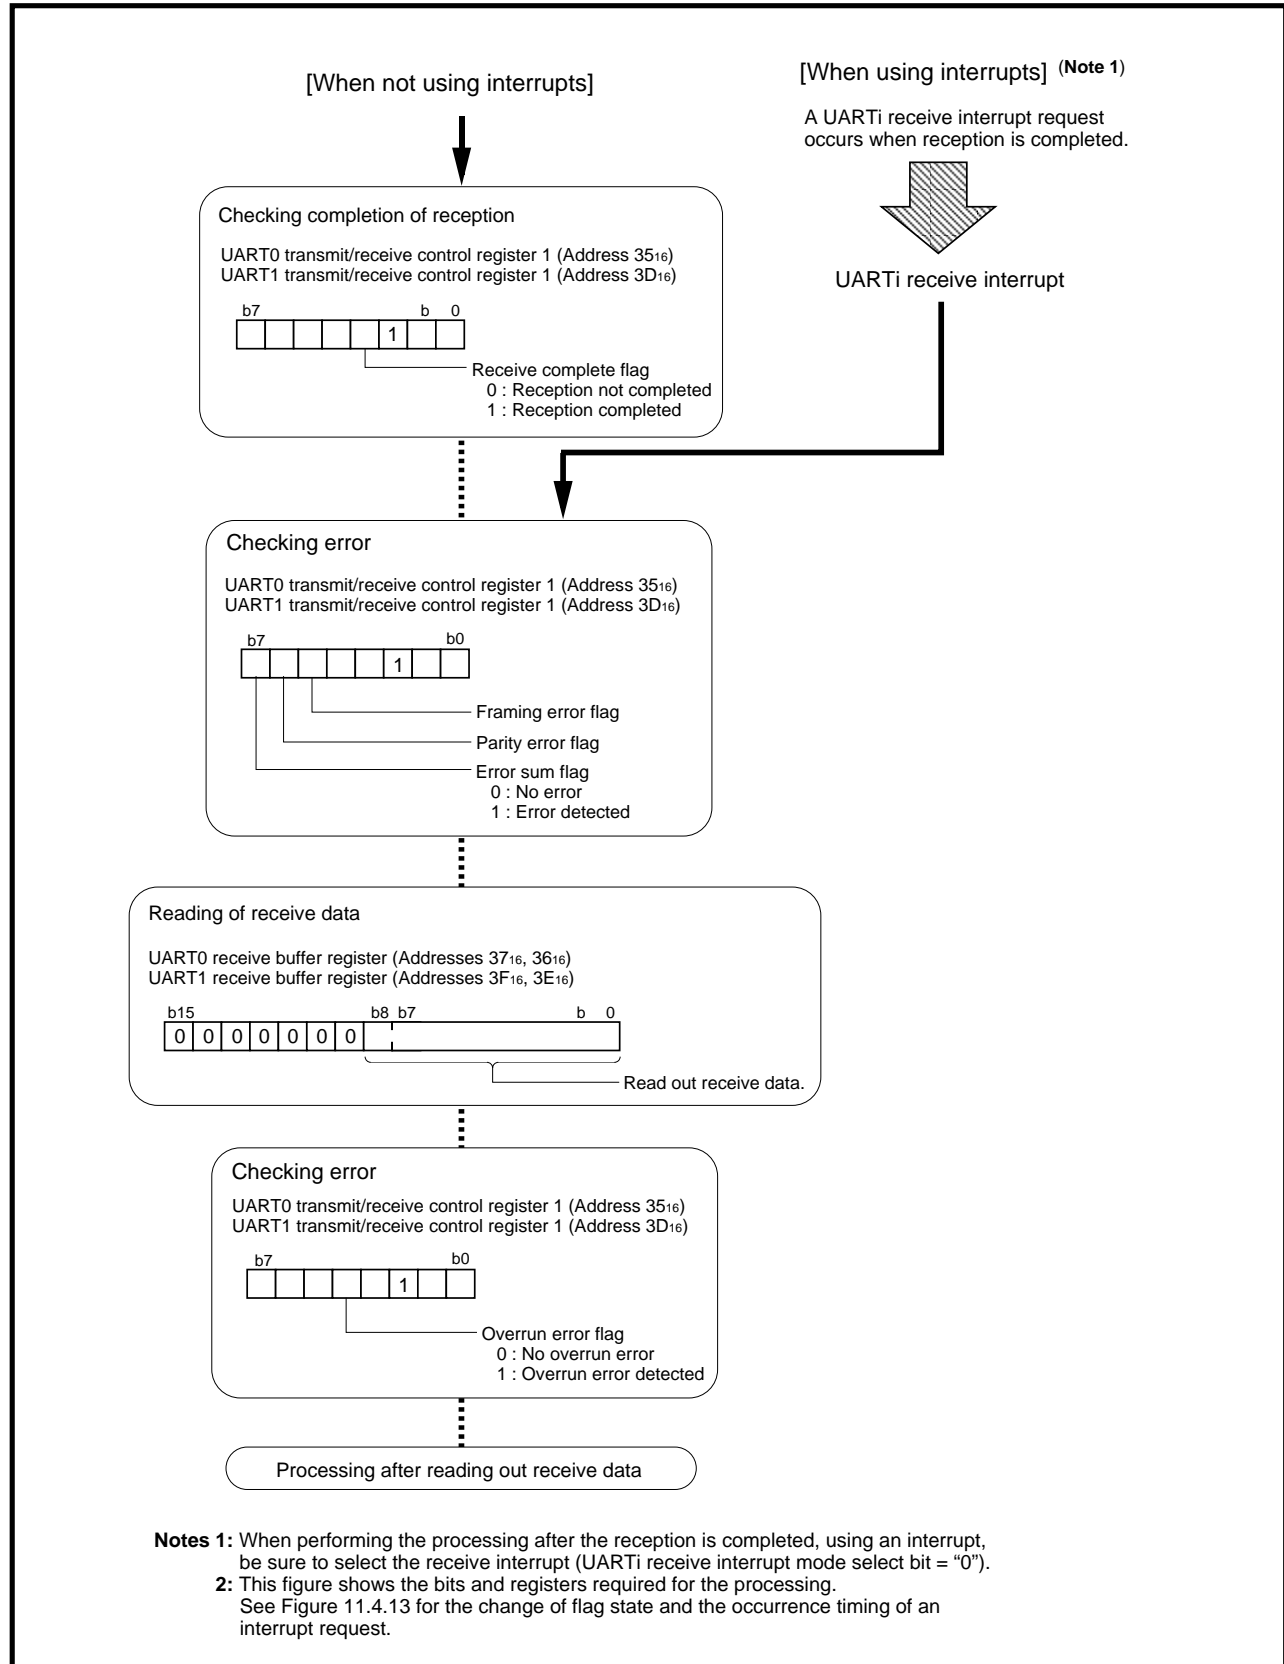 [When not using interrupts]
[When using interrupts] (Note 1)
A UARTi receive interrupt request
occurs when reception is completed.
UARTi receive interrupt
Checking completion of reception
UART0 transmit/receive control register 1 (Address 35₁₆)
UART1 transmit/receive control register 1 (Address 3D₁₆)
b7 b 0
1
Receive complete flag
0 : Reception not completed
1 : Reception completed
Checking error
UART0 transmit/receive control register 1 (Address 35₁₆)
UART1 transmit/receive control register 1 (Address 3D₁₆)
b7 b0
1
Framing error flag
Parity error flag
Error sum flag
0 : No error
1 : Error detected
Reading of receive data
UART0 receive buffer register (Addresses 37₁₆, 36₁₆)
UART1 receive buffer register (Addresses 3F₁₆, 3E₁₆)
b15 b8 b7 b 0
0 0 0 0 0 0 0
Read out receive data.
Checking error
UART0 transmit/receive control register 1 (Address 35₁₆)
UART1 transmit/receive control register 1 (Address 3D₁₆)
b7 b0
1
Overrun error flag
0 : No overrun error
1 : Overrun error detected
Processing after reading out receive data
Notes 1: When performing the processing after the reception is completed, using an interrupt,
be sure to select the receive interrupt (UARTi receive interrupt mode select bit = “0”).
2: This figure shows the bits and registers required for the processing.
See Figure 11.4.13 for the change of flag state and the occurrence timing of an
interrupt request.